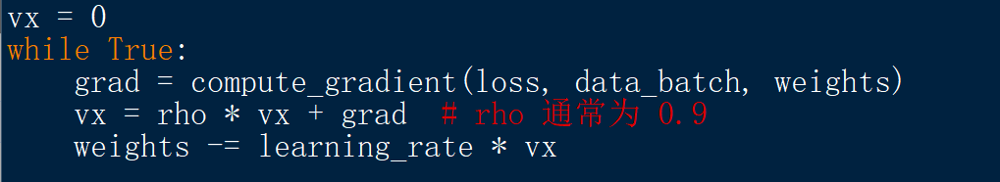 vx = 0
while True:
    grad = compute_gradient(loss, data_batch, weights)
    vx = rho * vx + grad  # rho 通常为 0.9
    weights -= learning_rate * vx